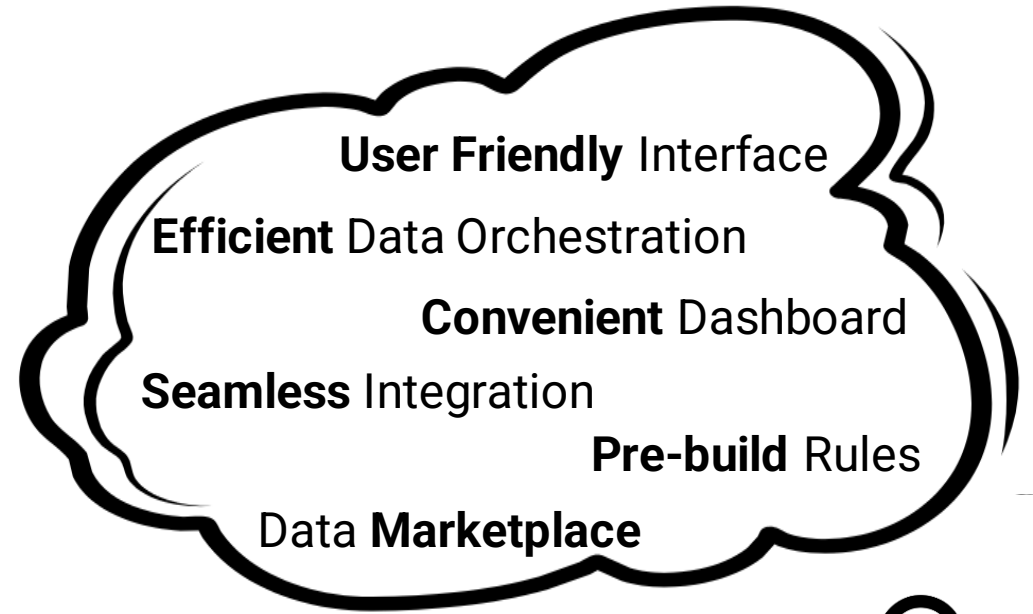 User Friendly Interface
Efficient Data Orchestration
Convenient Dashboard
Seamless Integration
Pre-build Rules
Data Marketplace